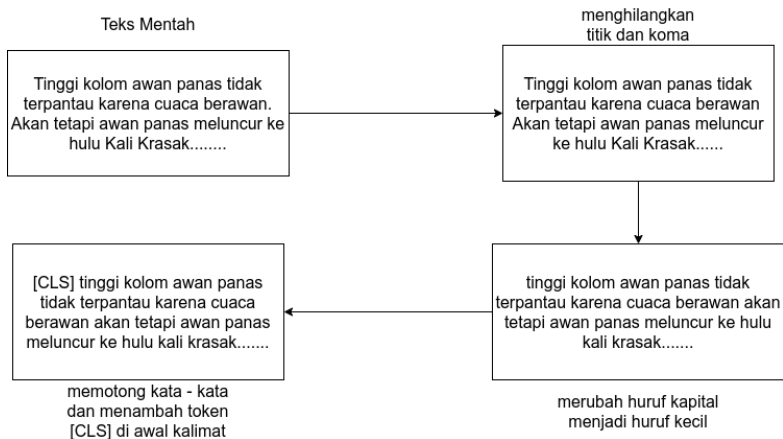 Teks Mentah
Tinggi kolom awan panas tidak
terpantau karena cuaca berawan.
Akan tetapi awan panas meluncur ke
hulu Kali Krasak........
menghilangkan
titik dan koma
Tinggi kolom awan panas tidak
terpantau karena cuaca berawan
Akan tetapi awan panas meluncur
ke hulu Kali Krasak......
tinggi kolom awan panas tidak
terpantau karena cuaca berawan akan
tetapi awan panas meluncur ke hulu
kali krasak.......
merubah huruf kapital
menjadi huruf kecil
[CLS] tinggi kolom awan panas
tidak terpantau karena cuaca
berawan akan tetapi awan panas
meluncur ke hulu kali krasak.......
memotong kata - kata
dan menambah token
[CLS] di awal kalimat